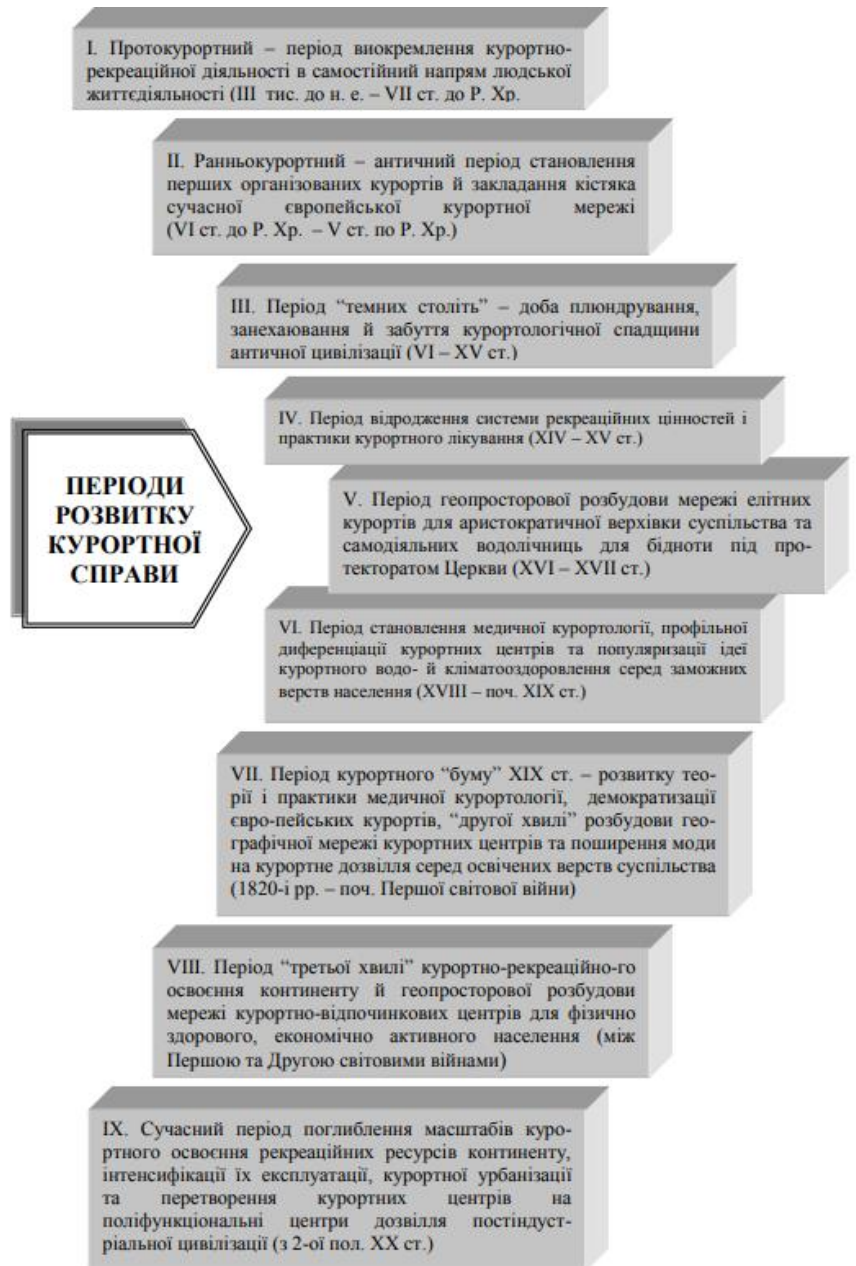 І. Протокурортний – період виокремлення курортно-
рекреаційної діяльності в самостійний напрям людської
життєдіяльності (ІІІ тис. до н. е. – VII ст. до Р. Хр.
ІІ. Ранньокурортний – античний період становлення
перших організованих курортів й закладання кістяка
сучасної європейської курортної мережі
(VI ст. до Р. Хр. – V ст. по Р. Хр.)
ІІІ. Період “темних століть” – доба плюндрування,
занехаювання й забуття курортологічної спадщини
античної цивілізації (VI – XV ст.)
IV. Період відродження системи рекреаційних цінностей і
практики курортного лікування (XIV – XV ст.)
ПЕРІОДИ
РОЗВИТКУ
КУРОРТНОЇ
СПРАВИ
V. Період геопросторової розбудови мережі елітних
курортів для аристократичної верхівки суспільства та
самодіяльних водолічниць для бідноти під про-
текторатом Церкви (XVI – XVII ст.)
VI. Період становлення медичної курортології, профільної
диференціації курортних центрів та популяризації ідеї
курортного водо- й кліматооздоровлення серед заможних
верств населення (XVIII – поч. XIX ст.)
VII. Період курортного “буму” XIX ст. – розвитку тео-
рії і практики медичної курортології, демократизації
євро-пейських курортів, “другої хвилі” розбудови гео-
графічної мережі курортних центрів та поширення моди
на курортне дозвілля серед освічених верств суспільства
(1820-і рр. – поч. Першої світової війни)
VIII. Період “третьої хвилі” курортно-рекреаційно-го
освоєння континенту й геопросторової розбудови
мережі курортно-відпочинкових центрів для фізично
здорового, економічно активного населення (між
Першою та Другою світовими війнами)
IX. Сучасний період поглиблення масштабів куро-
ртного освоєння рекреаційних ресурсів континенту,
інтенсифікації їх експлуатації, курортної урбанізації
та перетворення курортних центрів на
поліфункціональні центри дозвілля постіндуст-
ріальної цивілізації (з 2-ої пол. XX ст.)